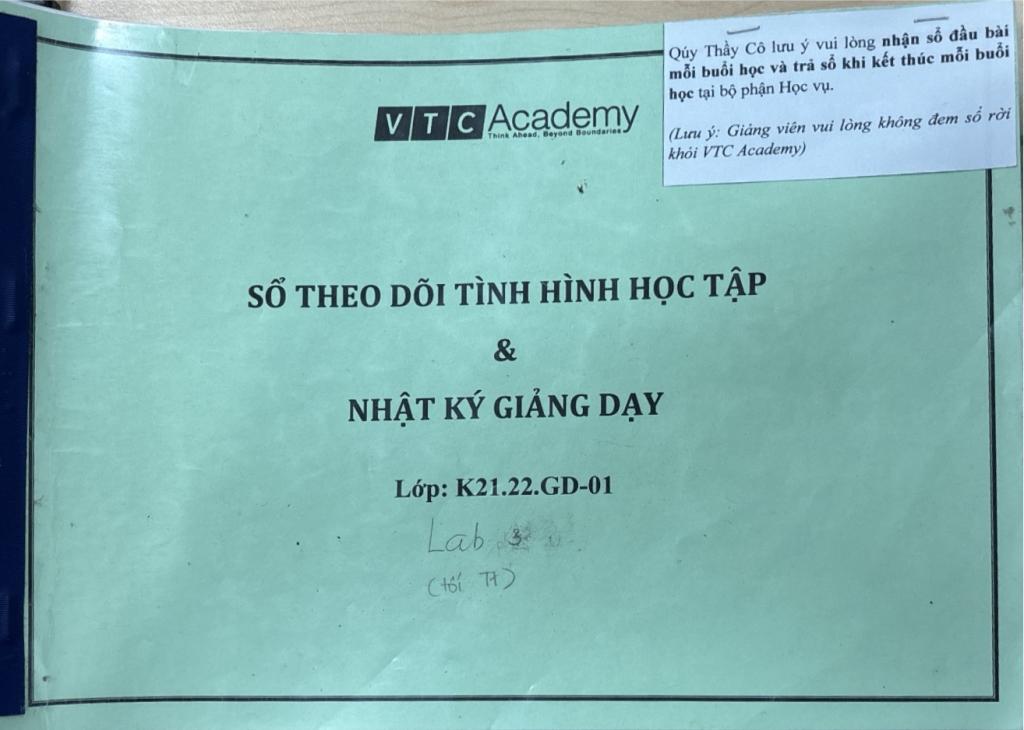 Qúy Thầy Cô lưu ý vui lòng nhận sổ đầu bài
mỗi buổi học và trả sổ khi kết thúc mỗi buổi
học tại bộ phận Học vụ.
(Lưu ý: Giảng viên vui lòng không đem sổ rời
khỏi VTC Academy)
VTC Academy
Think Ahead, Beyond Boundaries
SỔ THEO DÕI TÌNH HÌNH HỌC TẬP
&
NHẬT KÝ GIẢNG DẠY
Lớp: K21.22.GD-01
Lab 3
(tối